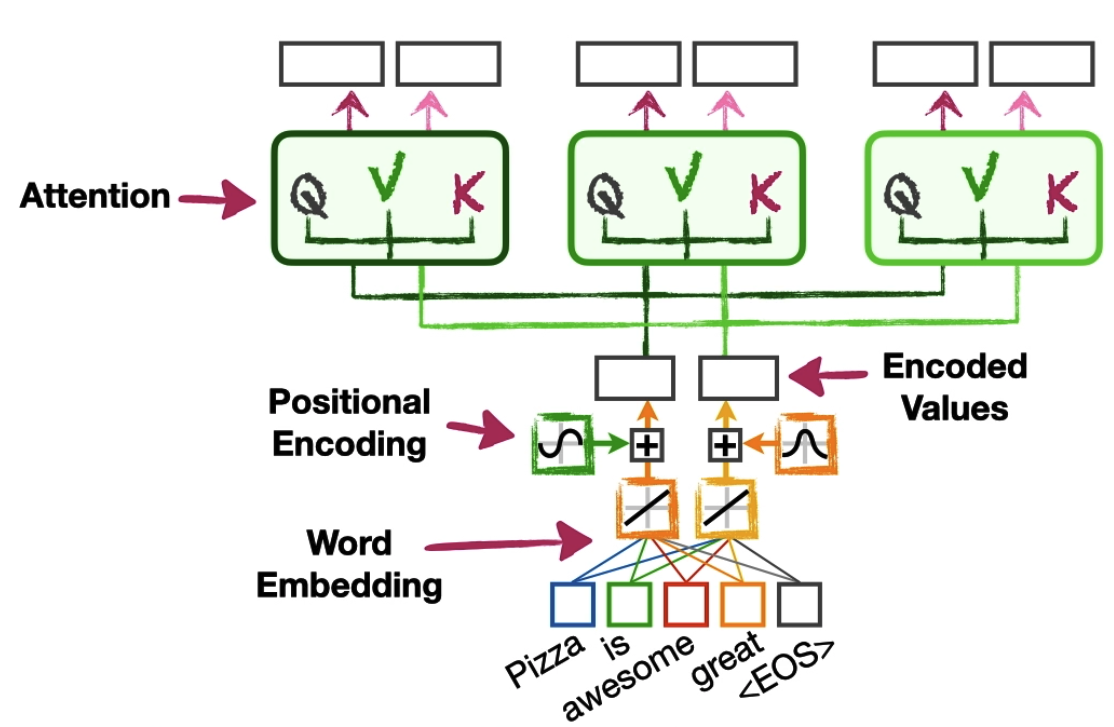 Attention
Q V K
Q V K
Q V K
Encoded
Values
Positional
Encoding
+ +
Word
Embedding
Pizza
is
awesome
great
<EOS>